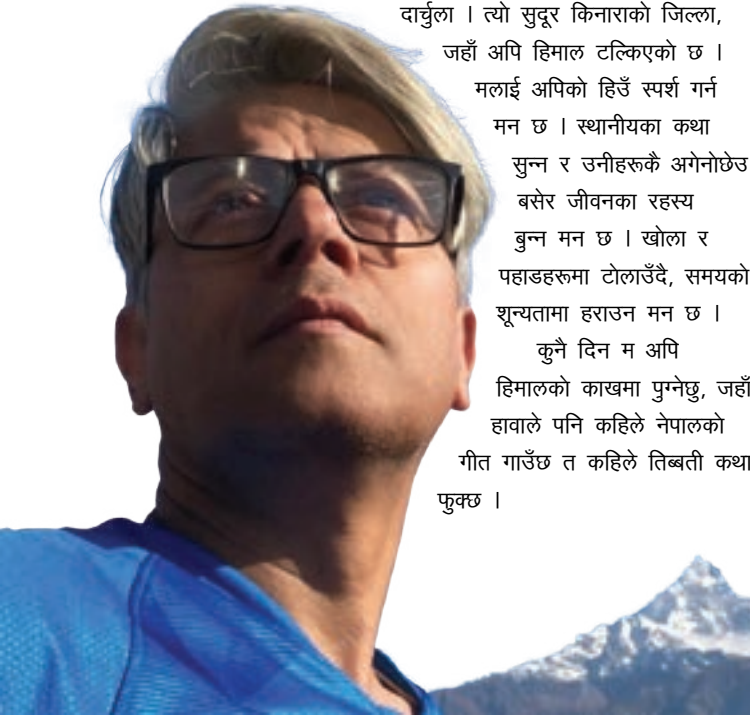 दार्चुला । त्यो सुदूर किनाराको जिल्ला,
जहाँ अपि हिमाल टल्किएको छ ।
मलाई अपिको हिउँ स्पर्श गर्न
मन छ । स्थानीयका कथा
सुन्न र उनीहरूकै अगेनोछेउ
बसेर जीवनका रहस्य
बुन्न मन छ । खोला र
पहाडहरूमा टोलाउँदै, समयको
शून्यतामा हराउन मन छ ।
कुनै दिन म अपि
हिमालको काखमा पुग्नेछु, जहाँ
हावाले पनि कहिले नेपालको
गीत गाउँछ त कहिले तिब्बती कथा
फुक्छ ।